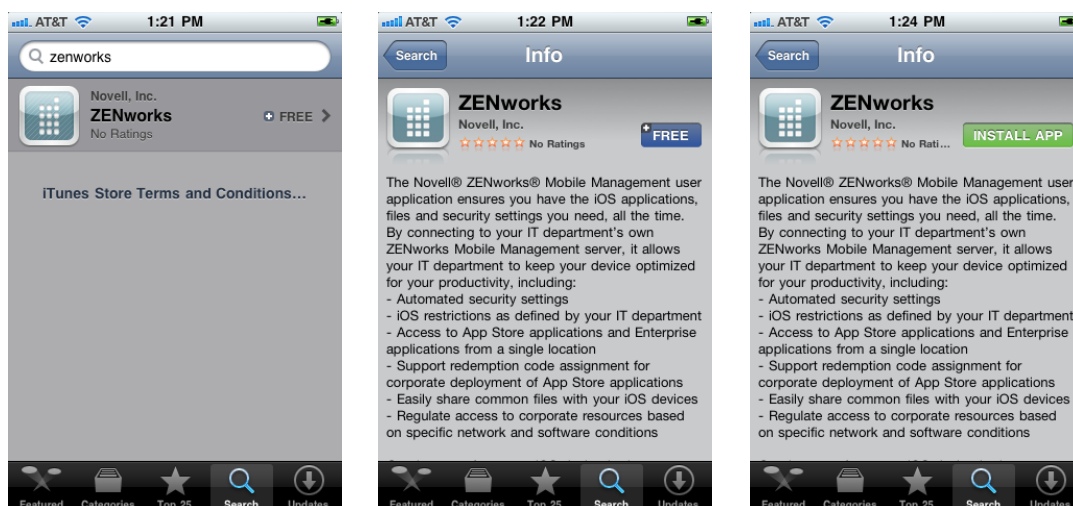 AT&T 1:21 PM
zenworks
Novell, Inc.
ZENworks
FREE
No Ratings
iTunes Store Terms and Conditions...
Featured Categories Top 25 Search Updates
AT&T 1:22 PM
Search Info
ZENworks
Novell, Inc.
FREE
No Ratings
The Novell® ZENworks® Mobile Management user
application ensures you have the iOS applications,
files and security settings you need, all the time.
By connecting to your IT department's own
ZENworks Mobile Management server, it allows
your IT department to keep your device optimized
for your productivity, including:
- Automated security settings
- iOS restrictions as defined by your IT department
- Access to App Store applications and Enterprise
applications from a single location
- Support redemption code assignment for
corporate deployment of App Store applications
- Easily share common files with your iOS devices
- Regulate access to corporate resources based
on specific network and software conditions
Featured Categories Top 25 Search Updates
AT&T 1:24 PM
Search Info
ZENworks
Novell, Inc.
INSTALL APP
No Rati...
The Novell® ZENworks® Mobile Management user
application ensures you have the iOS applications,
files and security settings you need, all the time.
By connecting to your IT department's own
ZENworks Mobile Management server, it allows
your IT department to keep your device optimized
for your productivity, including:
- Automated security settings
- iOS restrictions as defined by your IT department
- Access to App Store applications and Enterprise
applications from a single location
- Support redemption code assignment for
corporate deployment of App Store applications
- Easily share common files with your iOS devices
- Regulate access to corporate resources based
on specific network and software conditions
Featured Categories Top 25 Search Updates